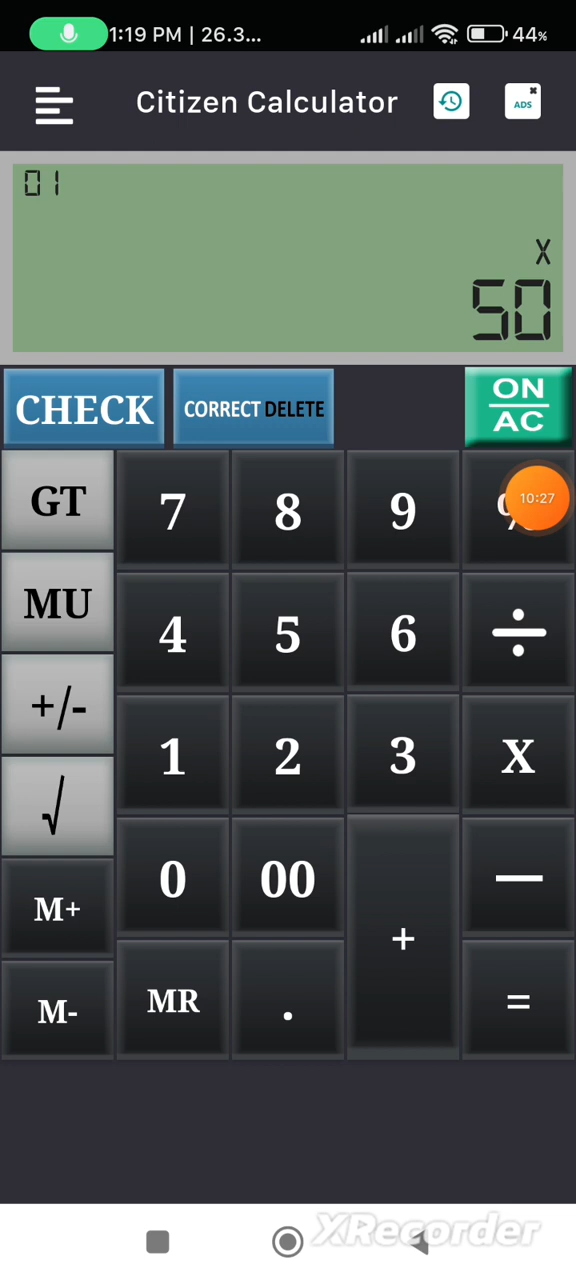 1:19 PM | 26.3...
44%
Citizen Calculator
ADS
01
X
50
CHECK
CORRECT DELETE
ON
AC
GT
7
8
9
10:27
MU
4
5
6
÷
+/-
1
2
3
X
√
0
00
—
M+
+
MR
.
=
M-
XRecorder